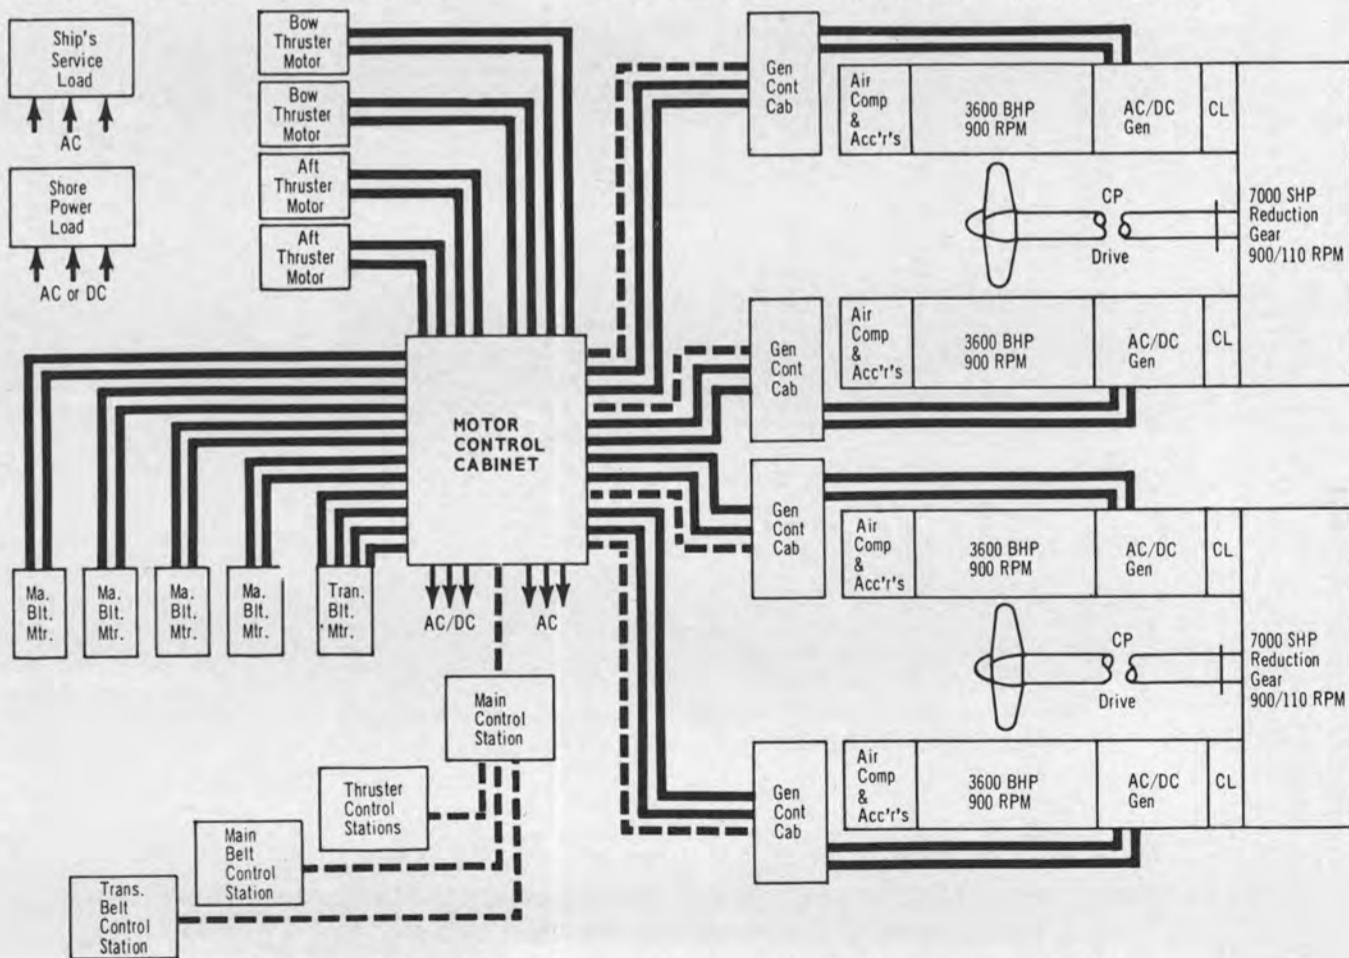 Ship's
Service
Load
AC
Shore
Power
Load
AC or DC
Bow
Thruster
Motor
Bow
Thruster
Motor
Aft
Thruster
Motor
Aft
Thruster
Motor
MOTOR
CONTROL
CABINET
Ma.
Blt.
Mtr.
Ma.
Blt.
Mtr.
Ma.
Blt.
Mtr.
Ma.
Blt.
Mtr.
Tran.
Blt.
Mtr.
AC/DC
AC
Main
Control
Station
Thruster
Control
Stations
Main
Belt
Control
Station
Trans.
Belt
Control
Station
Gen
Cont
Cab
Air
Comp
&
Acc'r's
3600 BHP
900 RPM
AC/DC
Gen
CL
CP
Drive
7000 SHP
Reduction
Gear
900/110 RPM
Gen
Cont
Cab
Air
Comp
&
Acc'r's
3600 BHP
900 RPM
AC/DC
Gen
CL
Gen
Cont
Cab
Air
Comp
&
Acc'r's
3600 BHP
900 RPM
AC/DC
Gen
CL
CP
Drive
7000 SHP
Reduction
Gear
900/110 RPM
Gen
Cont
Cab
Air
Comp
&
Acc'r's
3600 BHP
900 RPM
AC/DC
Gen
CL